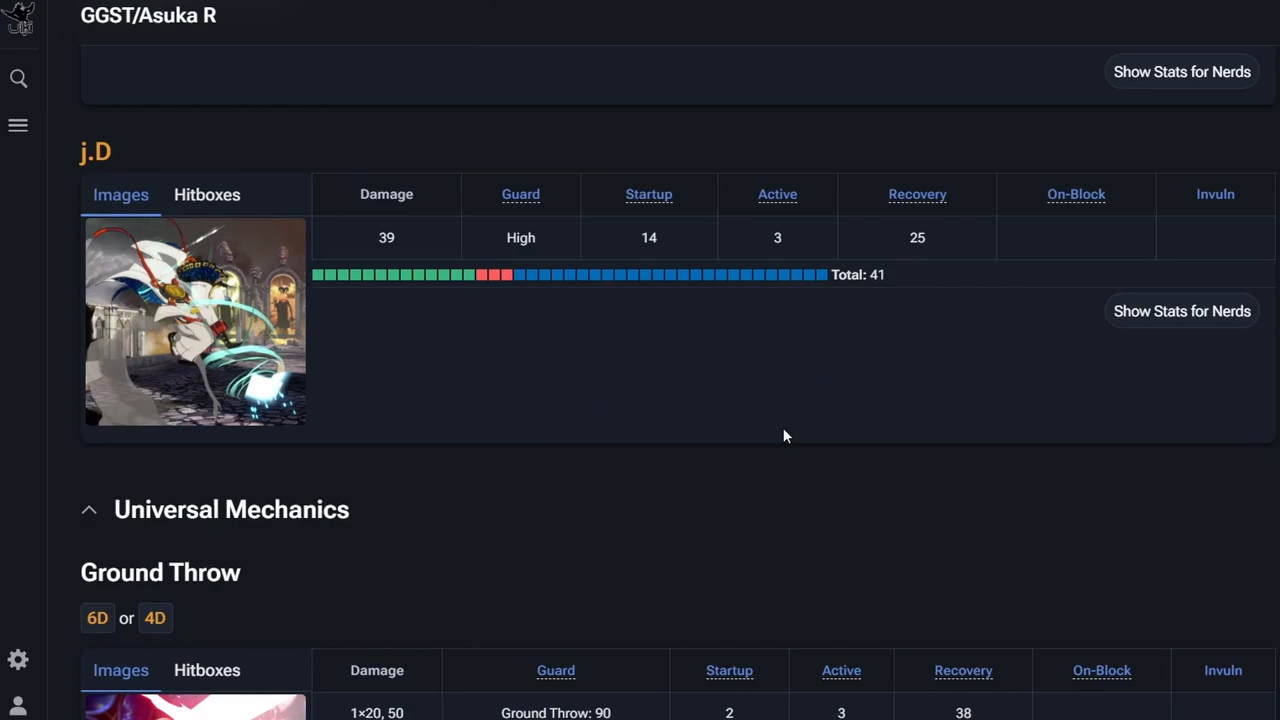 GGST/Asuka R
Show Stats for Nerds
j.D
Images Hitboxes Damage Guard Startup Active Recovery On-Block Invuln
39 High 14 3 25
Total: 41
Show Stats for Nerds
Universal Mechanics
Ground Throw
6D or 4D
Images Hitboxes Damage Guard Startup Active Recovery On-Block Invuln
1×20, 50 Ground Throw: 90 2 3 38